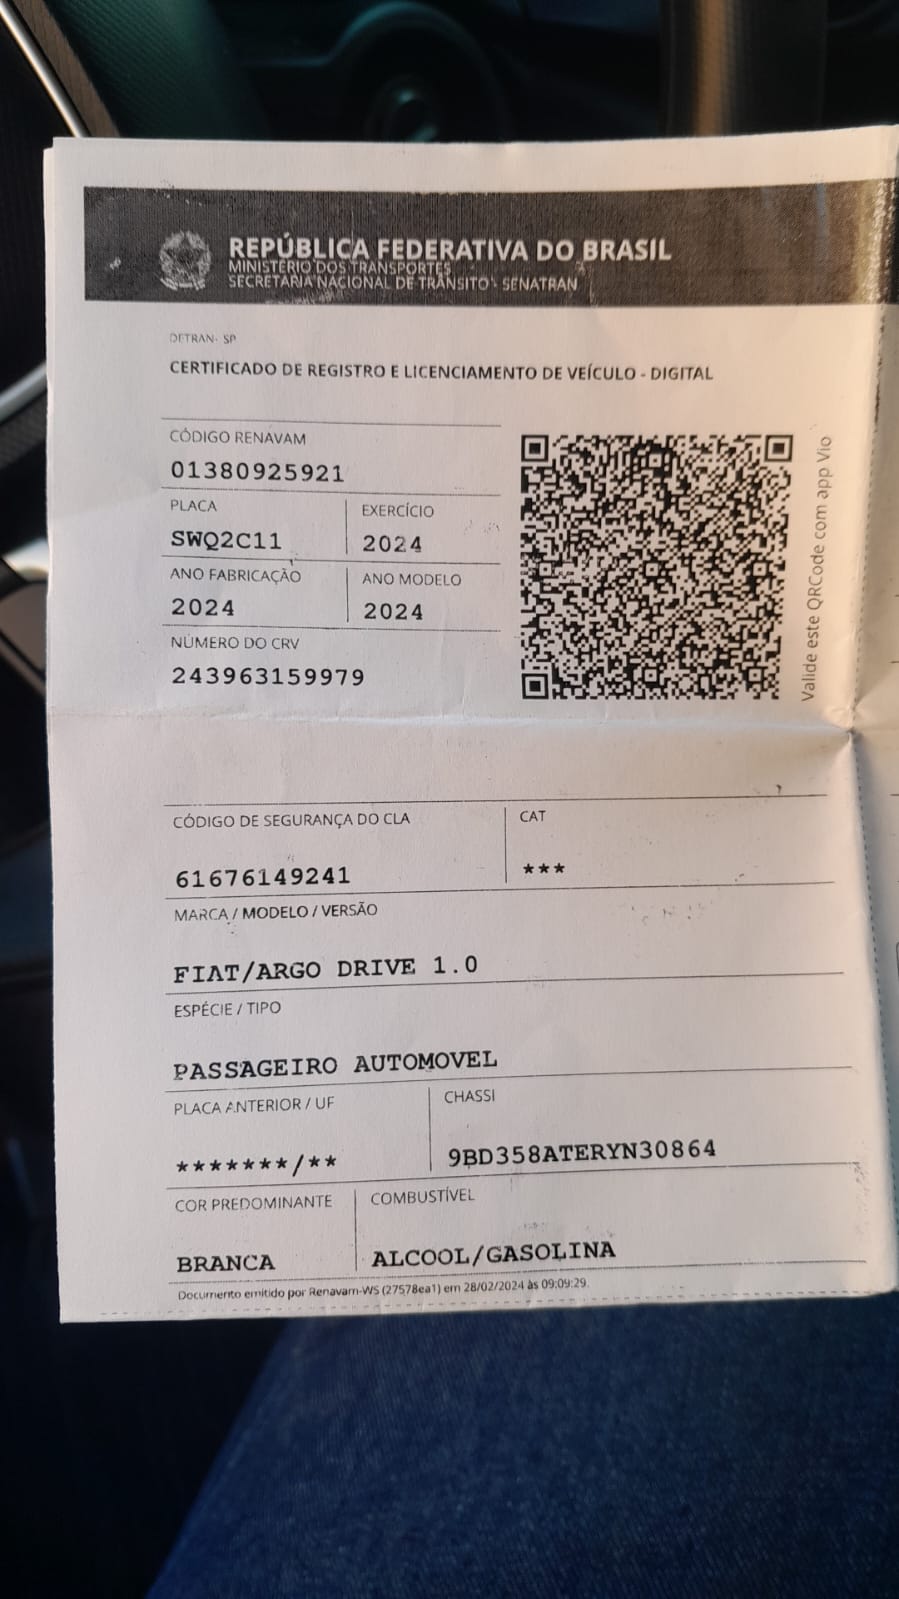 REPÚBLICA FEDERATIVA DO BRASIL
MINISTÉRIO DOS TRANSPORTES
SECRETARIA NACIONAL DE TRÂNSITO - SENATRAN
DETRAN- SP
CERTIFICADO DE REGISTRO E LICENCIAMENTO DE VEÍCULO - DIGITAL
CÓDIGO RENAVAM
01380925921
PLACA EXERCÍCIO
SWQ2C11 2024
ANO FABRICAÇÃO ANO MODELO
2024 2024
NÚMERO DO CRV
243963159979
Valide este QRCode com app Vio
CÓDIGO DE SEGURANÇA DO CLA CAT
61676149241 ***
MARCA / MODELO / VERSÃO
FIAT/ARGO DRIVE 1.0
ESPÉCIE / TIPO
PASSAGEIRO AUTOMOVEL
PLACA ANTERIOR / UF CHASSI
*******/** 9BD358ATERYN30864
COR PREDOMINANTE COMBUSTÍVEL
BRANCA ALCOOL/GASOLINA
Documento emitido por Renavam-WS (27578ea1) em 28/02/2024 às 09:09:29.